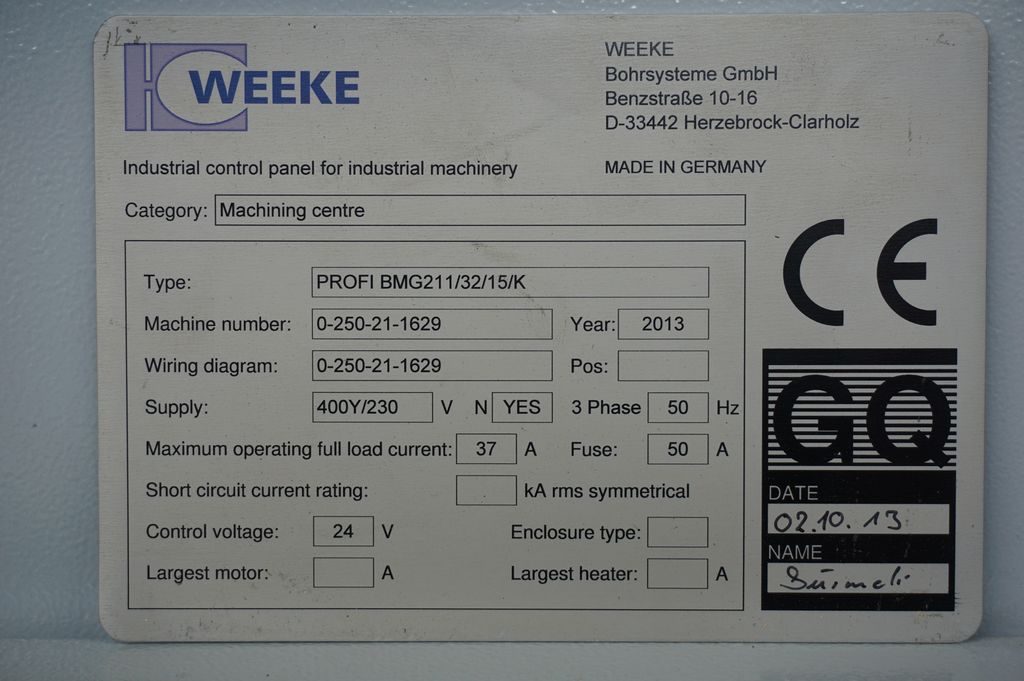 WEEKE
WEEKE
Bohrsysteme GmbH
Benzstraße 10-16
D-33442 Herzebrock-Clarholz
Industrial control panel for industrial machinery
MADE IN GERMANY
Category: Machining centre
CE
Type: PROFI BMG211/32/15/K
Machine number: 0-250-21-1629 Year: 2013
Wiring diagram: 0-250-21-1629 Pos:
Supply: 400Y/230 V N YES 3 Phase 50 Hz
Maximum operating full load current: 37 A Fuse: 50 A
Short circuit current rating: kA rms symmetrical
Control voltage: 24 V Enclosure type:
Largest motor: A Largest heater: A
GQ
DATE
02.10.13
NAME